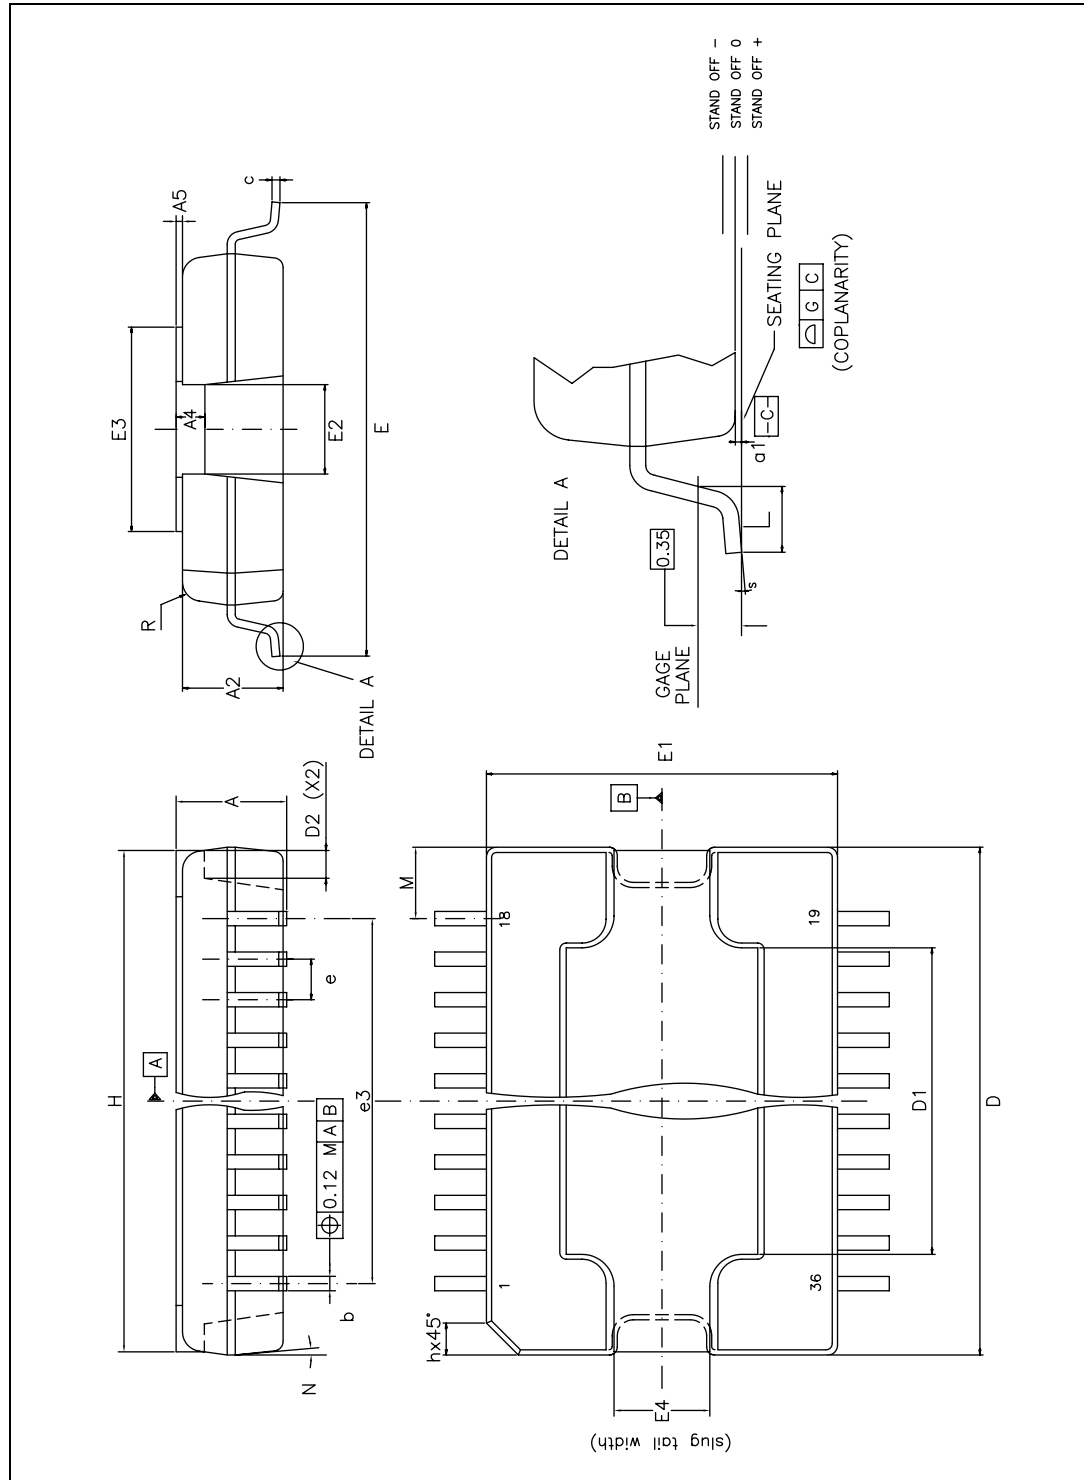 STAND OFF -
STAND OFF 0
STAND OFF +
c
A5
E3
A4
E2
E
R
A2
DETAIL A
DETAIL A
SEATING PLANE
G C
(COPLANARITY)
a1
-C-
0.35
L
s
GAGE
PLANE
D2 (X2)
A
H
A
e
e3
0.12 M A B
b
N
E1
B
M
18
19
D1
D
1
36
hx45°
E4
(slug tail width)